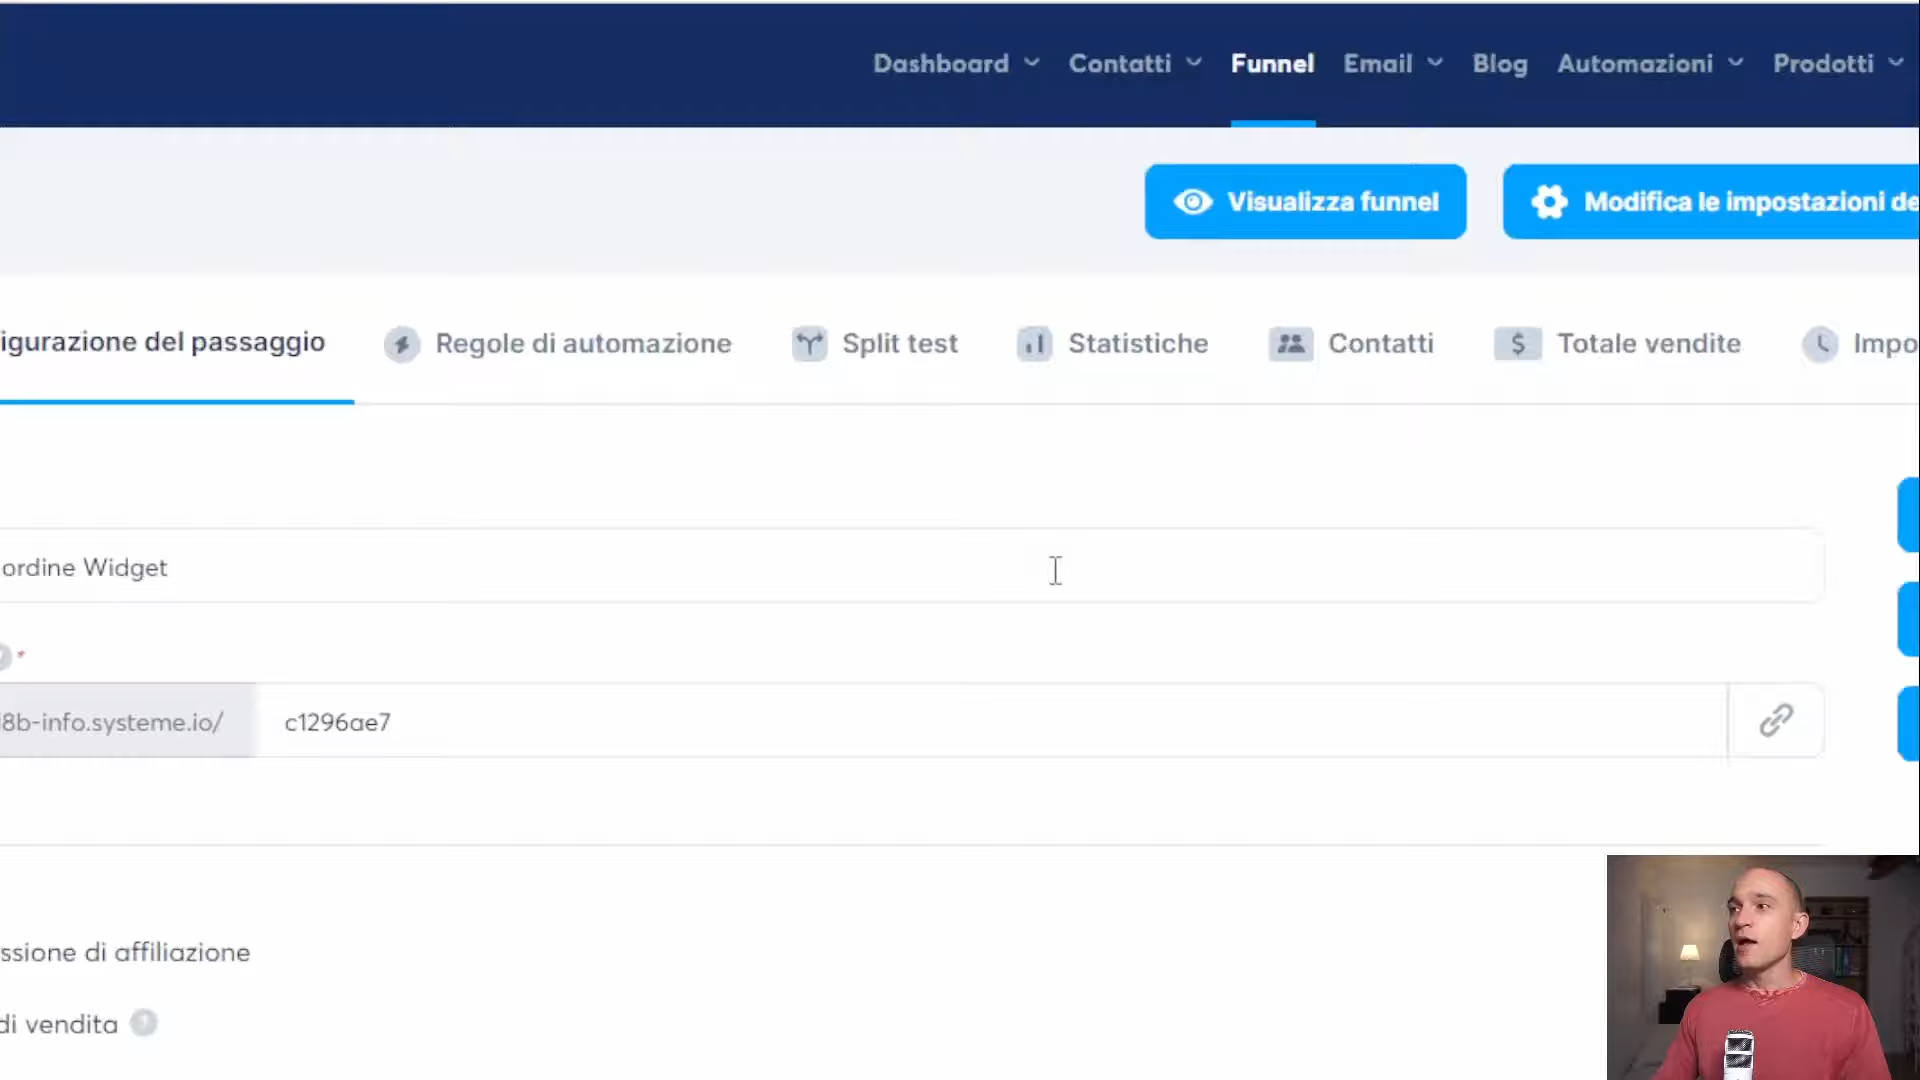 Dashboard Contatti Funnel Email Blog Automazioni Prodotti
Visualizza funnel Modifica le impostazioni de
igurazione del passaggio Regole di automazione Split test Statistiche Contatti $ Totale vendite Impo
ordine Widget
*
8b-info.systeme.io/ c1296ae7
ssione di affiliazione
di vendita